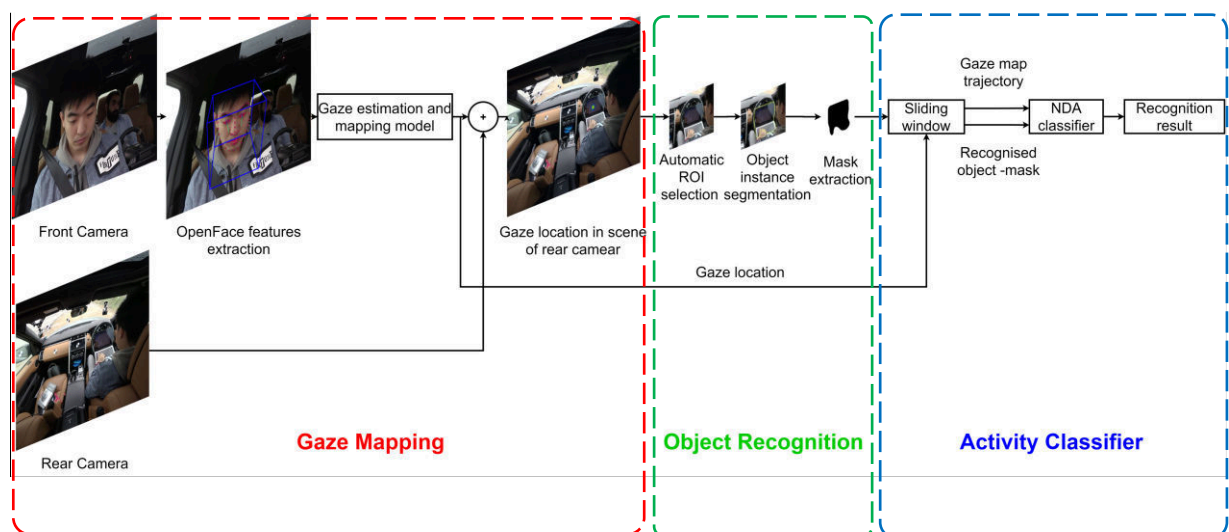 Front Camera
OpenFace features
extraction
Gaze estimation and
mapping model
+
Gaze location in scene
of rear camear
Rear Camera
Gaze Mapping
Automatic
ROI
selection
Object
instance
segmentation
Mask
extraction
Gaze location
Object Recognition
Sliding
window
Gaze map
trajectory
Recognised
object -mask
NDA
classifier
Recognition
result
Activity Classifier